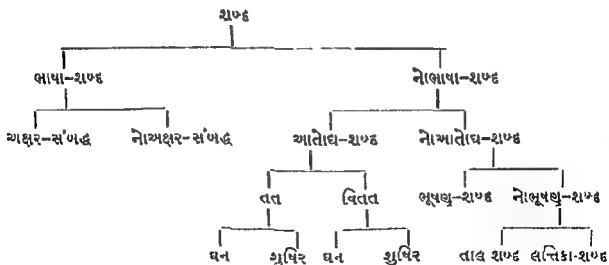 શબ્દ
ભાષા-શબ્દ નોભાષા-શબ્દ
અક્ષર-સંબદ્ધ નોઅક્ષર-સંબદ્ધ આતોદ્ય-શબ્દ નોઆતોદ્ય-શબ્દ
તત વિતત ભૂષણ-શબ્દ નોભૂષણ-શબ્દ
ઘન શુષિર ઘન શુષિર તાલ શબ્દ લત્તિકા-શબ્દ